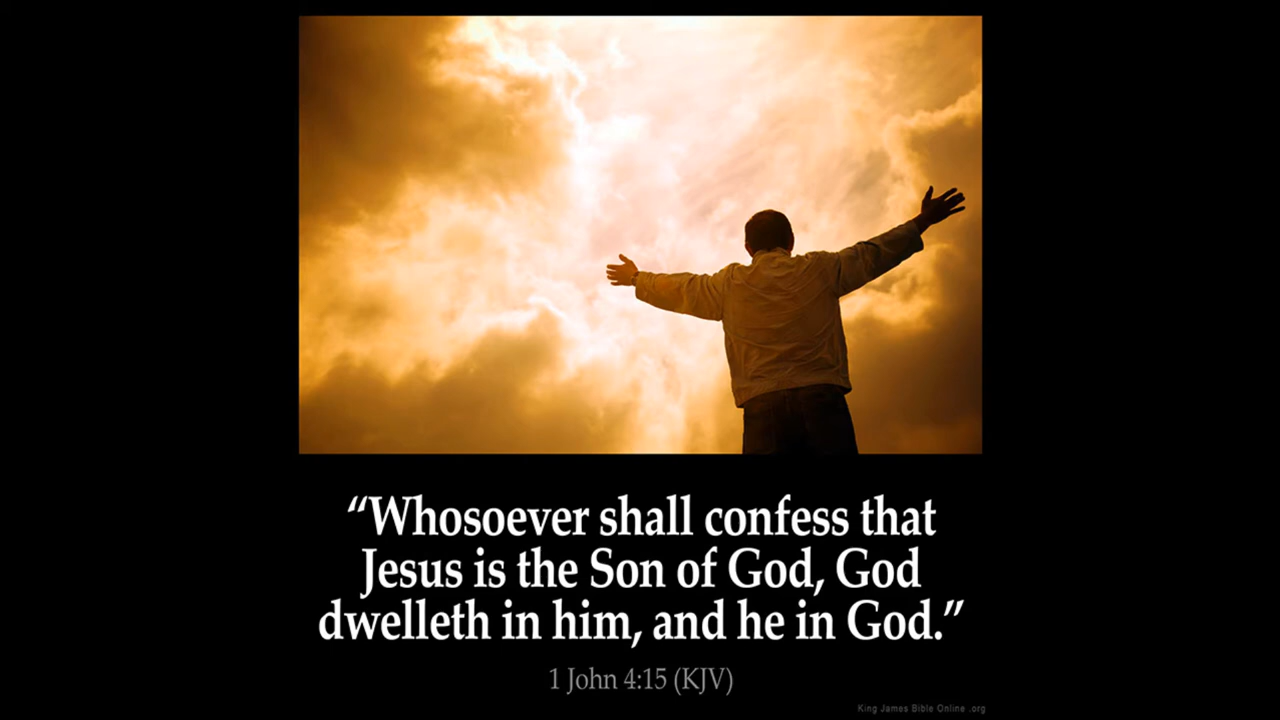 “Whosoever shall confess that
Jesus is the Son of God, God
dwelleth in him, and he in God.”
1 John 4:15 (KJV)
King James Bible Online .org